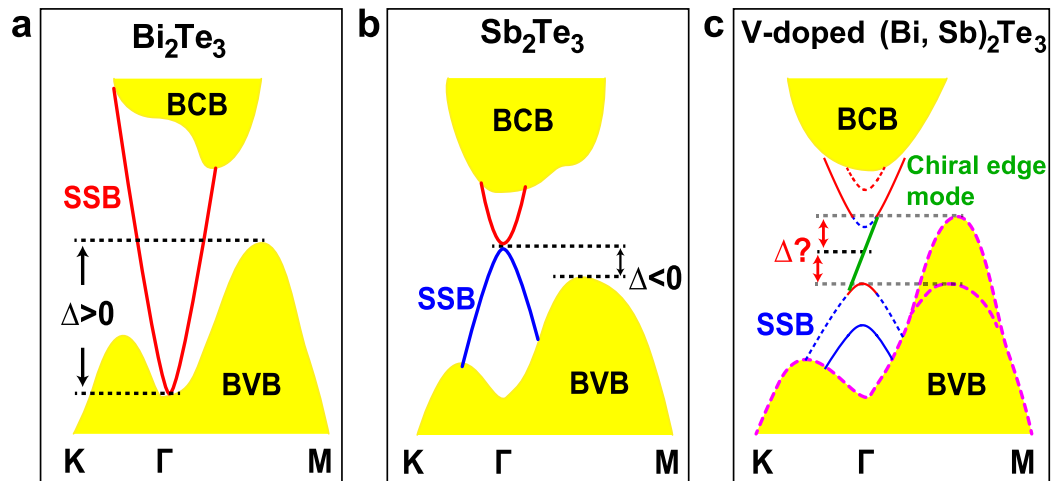 a
Bi₂Te₃
BCB
SSB
Δ>0
BVB
K Γ M
b
Sb₂Te₃
BCB
SSB
Δ<0
BVB
K Γ M
c
V-doped (Bi, Sb)₂Te₃
BCB
Chiral edge
mode
Δ?
SSB
BVB
K Γ M